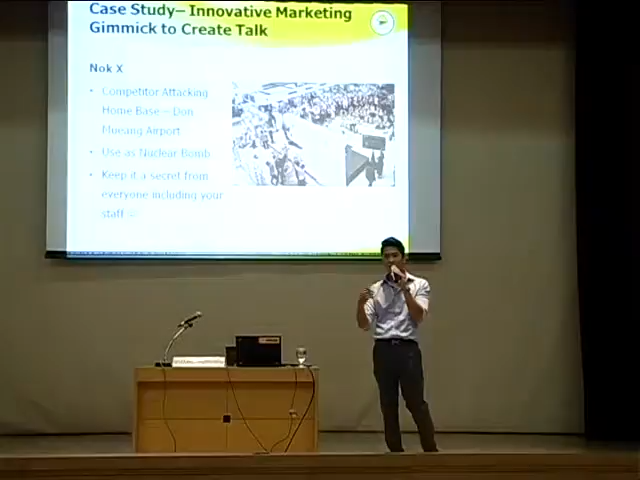 Case Study– Innovative Marketing
Gimmick to Create Talk
Nok X
• Competitor Attacking
Home Base – Don
Mueang Airport
• Use as Nuclear Bomb
• Keep it a secret from
everyone including your
staff